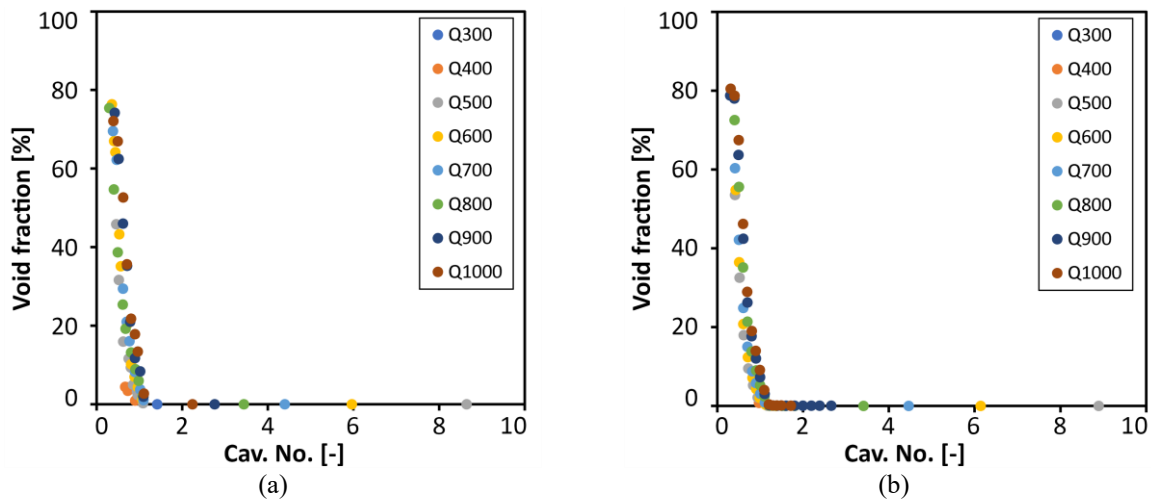 100
80
60
40
20
0
Void fraction [%]
0 2 4 6 8 10
Cav. No. [-]
Q300
Q400
Q500
Q600
Q700
Q800
Q900
Q1000
(a)
100
80
60
40
20
0
Void fraction [%]
0 2 4 6 8 10
Cav. No. [-]
Q300
Q400
Q500
Q600
Q700
Q800
Q900
Q1000
(b)